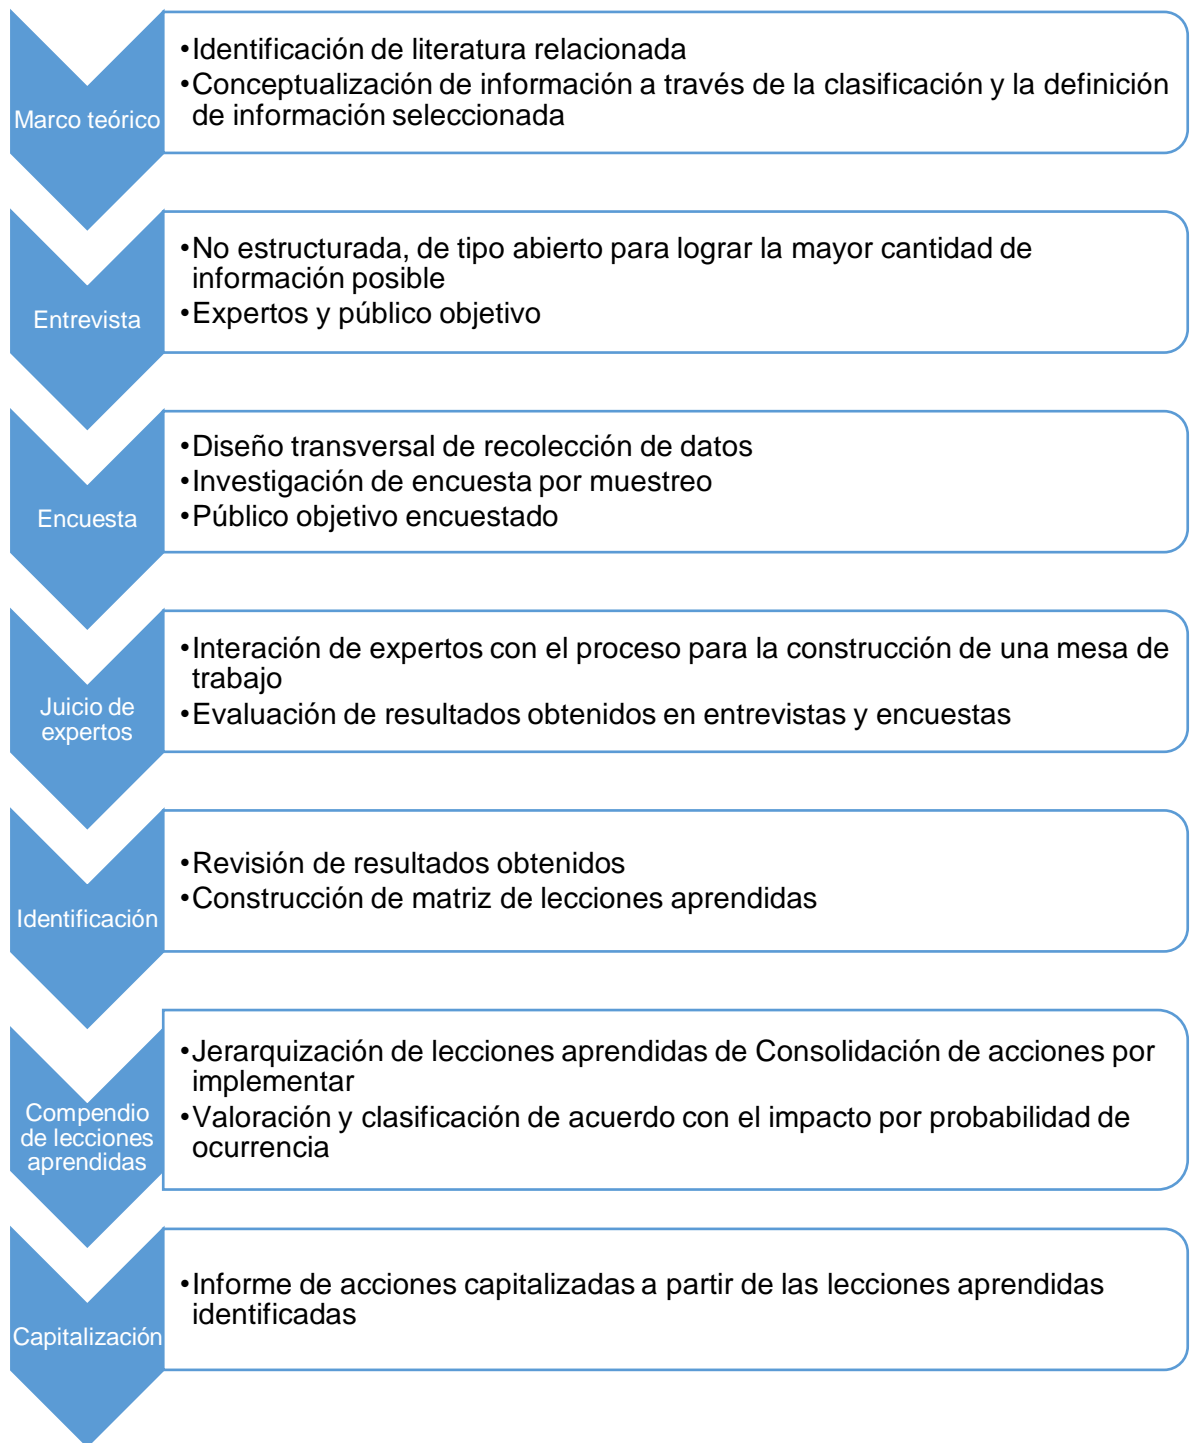 Marco teórico
•Identificación de literatura relacionada
•Conceptualización de información a través de la clasificación y la definición
de información seleccionada
Entrevista
•No estructurada, de tipo abierto para lograr la mayor cantidad de
información posible
•Expertos y público objetivo
Encuesta
•Diseño transversal de recolección de datos
•Investigación de encuesta por muestreo
•Público objetivo encuestado
Juicio de
expertos
•Interación de expertos con el proceso para la construcción de una mesa de
trabajo
•Evaluación de resultados obtenidos en entrevistas y encuestas
Identificación
•Revisión de resultados obtenidos
•Construcción de matriz de lecciones aprendidas
Compendio
de lecciones
aprendidas
•Jerarquización de lecciones aprendidas de Consolidación de acciones por
implementar
•Valoración y clasificación de acuerdo con el impacto por probabilidad de
ocurrencia
Capitalización
•Informe de acciones capitalizadas a partir de las lecciones aprendidas
identificadas